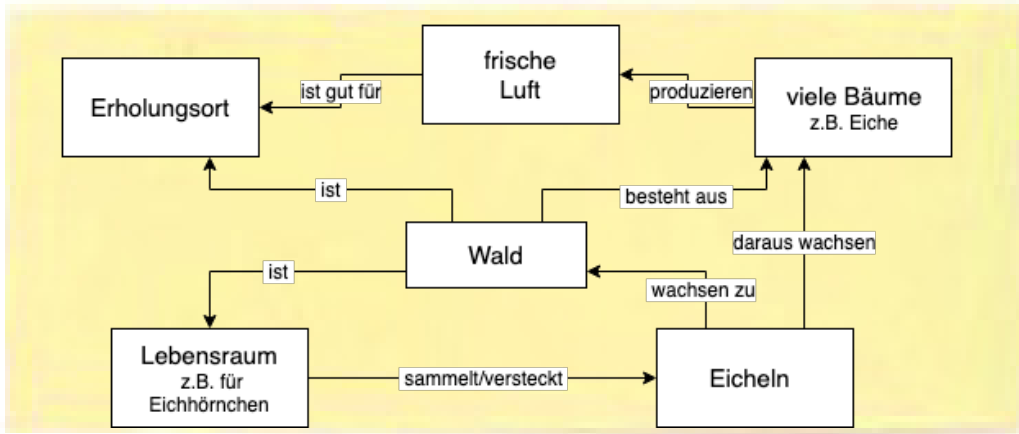 frische
Luft
Erholungsort
ist gut für
produzieren
viele Bäume
z.B. Eiche
ist
besteht aus
Wald
daraus wachsen
ist
wachsen zu
Lebensraum
z.B. für
Eichhörnchen
sammelt/versteckt
Eicheln